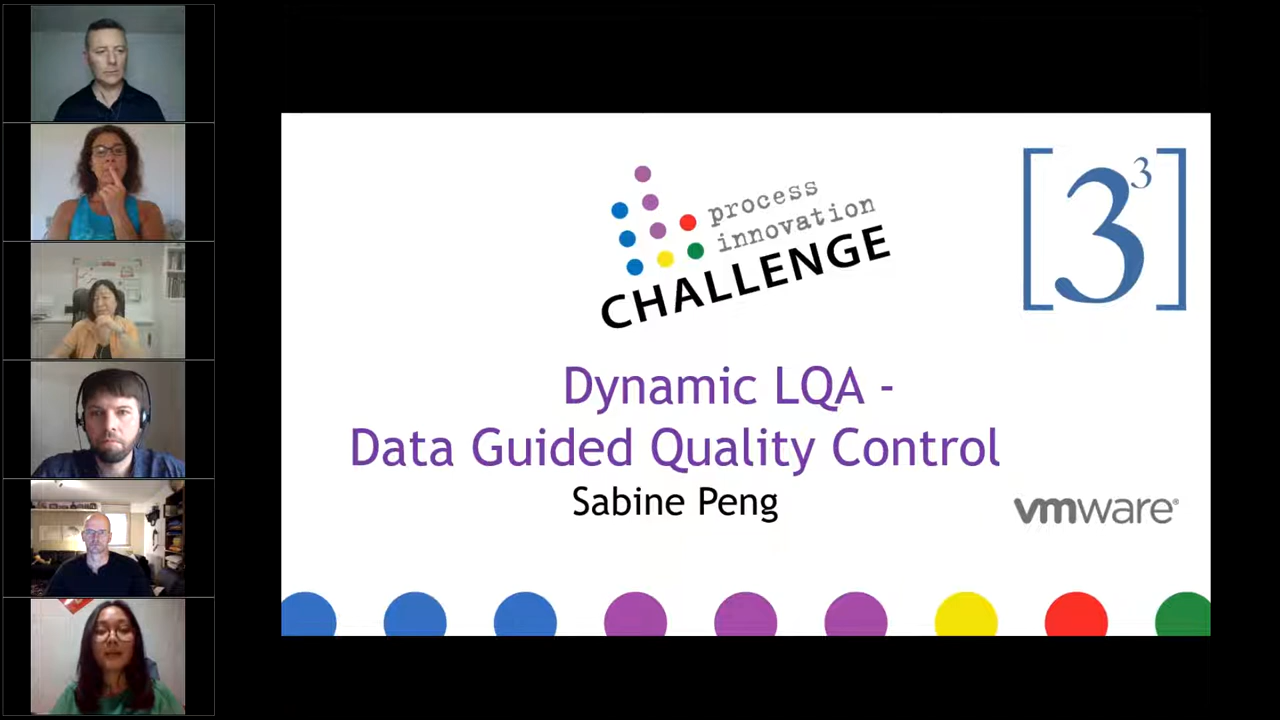 process
innovation
CHALLENGE
[3³]
Dynamic LQA -
Data Guided Quality Control
Sabine Peng
vmware®